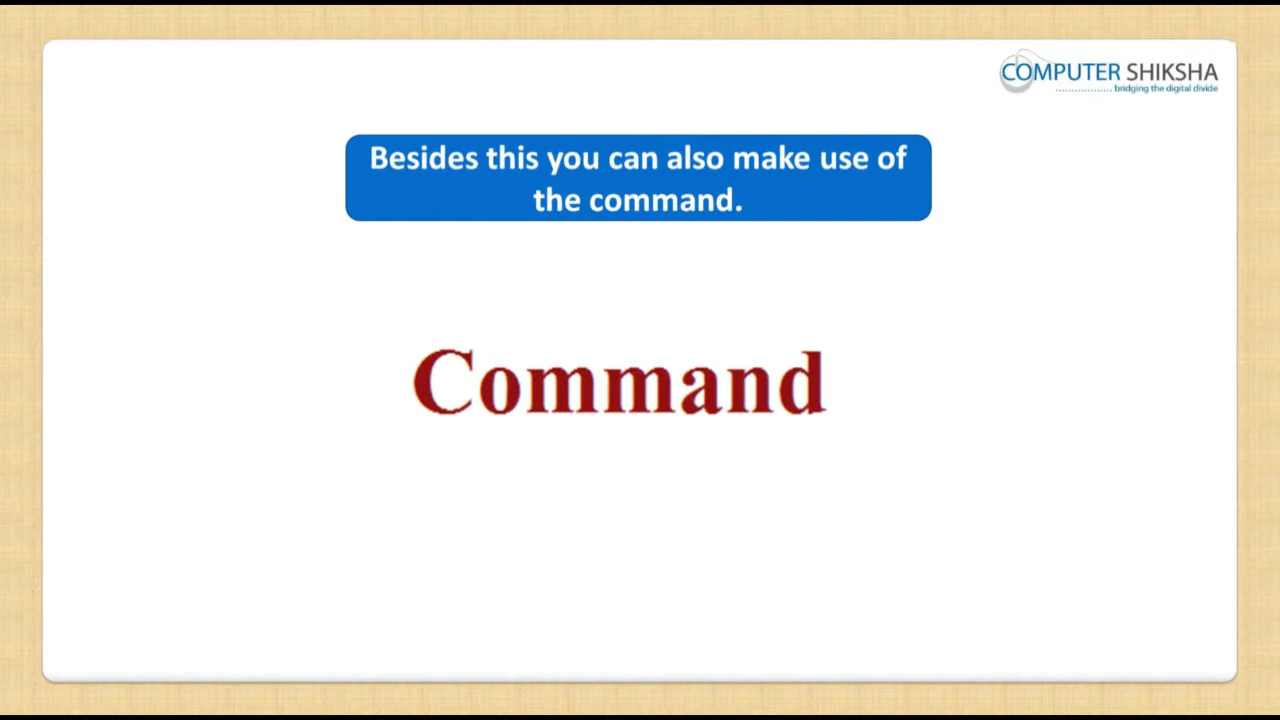 COMPUTER SHIKSHA
..................bridging the digital divide
Besides this you can also make use of
the command.
Command